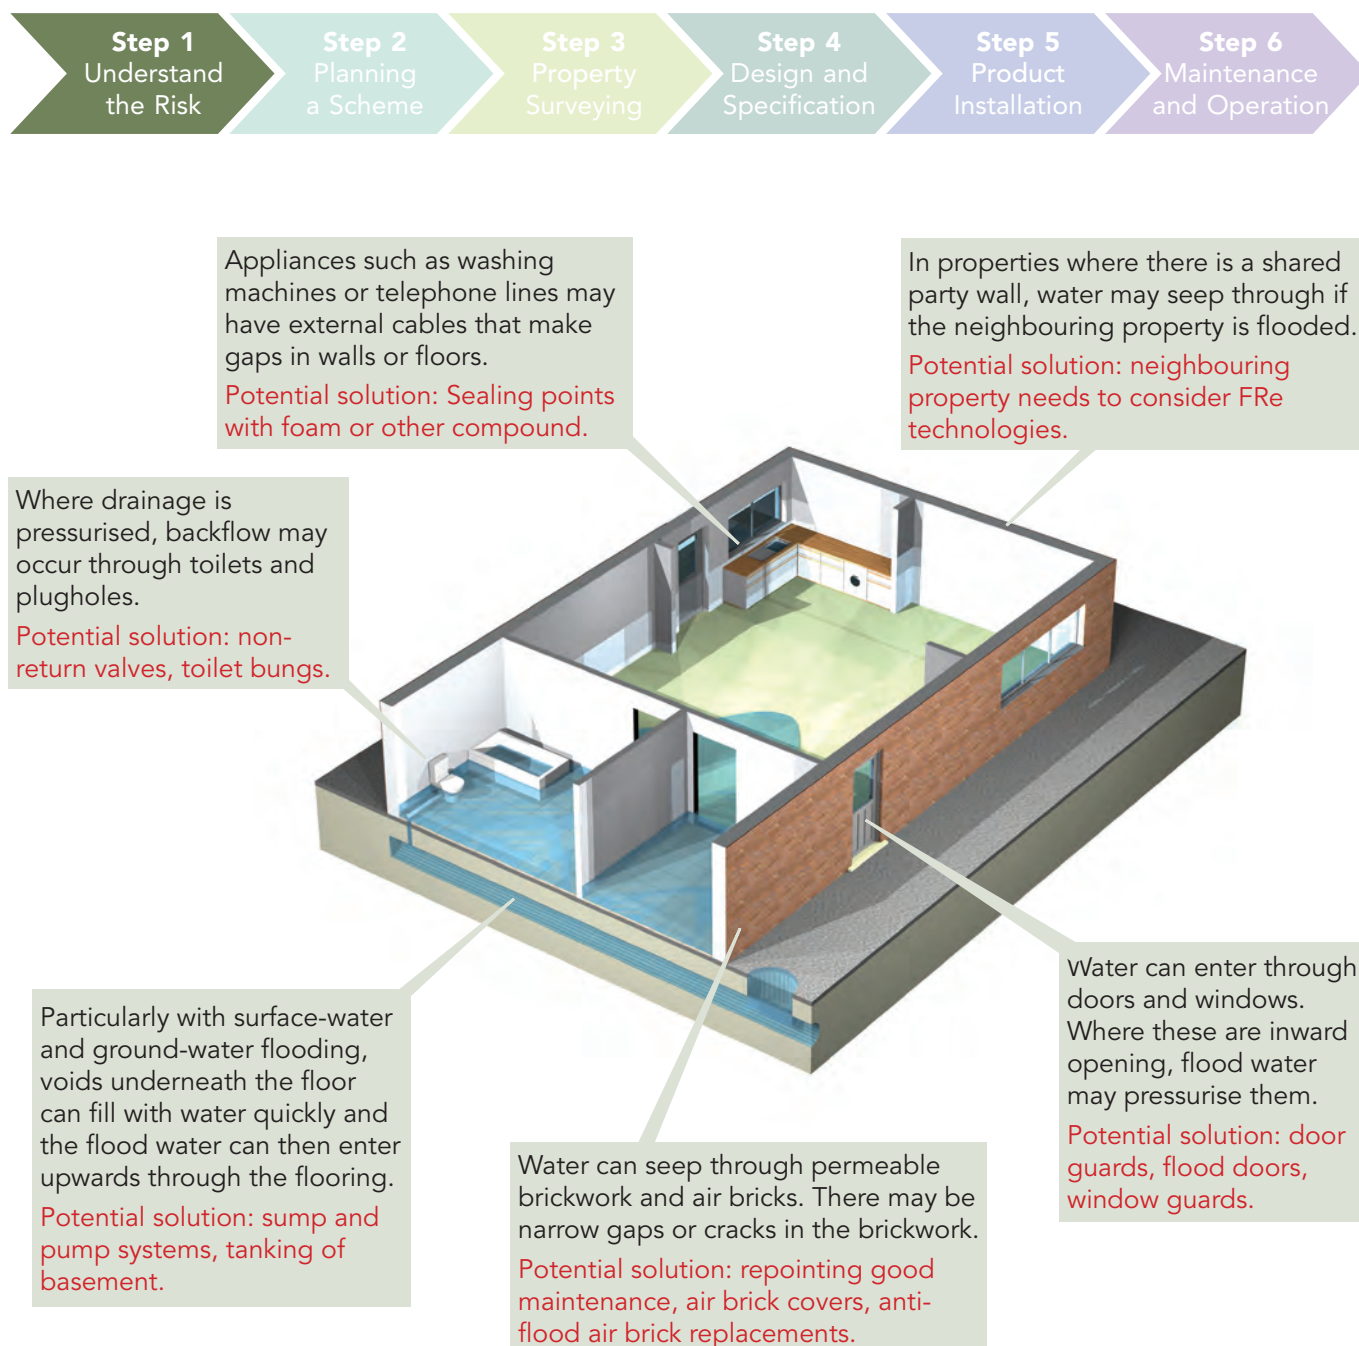 Step 1
Understand
the Risk
Step 2
Planning
a Scheme
Step 3
Property
Surveying
Step 4
Design and
Specification
Step 5
Product
Installation
Step 6
Maintenance
and Operation
Appliances such as washing
machines or telephone lines may
have external cables that make
gaps in walls or floors.
Potential solution: Sealing points
with foam or other compound.
In properties where there is a shared
party wall, water may seep through if
the neighbouring property is flooded.
Potential solution: neighbouring
property needs to consider FRe
technologies.
Where drainage is
pressurised, backflow may
occur through toilets and
plugholes.
Potential solution: non-
return valves, toilet bungs.
Particularly with surface-water
and ground-water flooding,
voids underneath the floor
can fill with water quickly and
the flood water can then enter
upwards through the flooring.
Potential solution: sump and
pump systems, tanking of
basement.
Water can seep through permeable
brickwork and air bricks. There may be
narrow gaps or cracks in the brickwork.
Potential solution: repointing good
maintenance, air brick covers, anti-
flood air brick replacements.
Water can enter through
doors and windows.
Where these are inward
opening, flood water
may pressurise them.
Potential solution: door
guards, flood doors,
window guards.